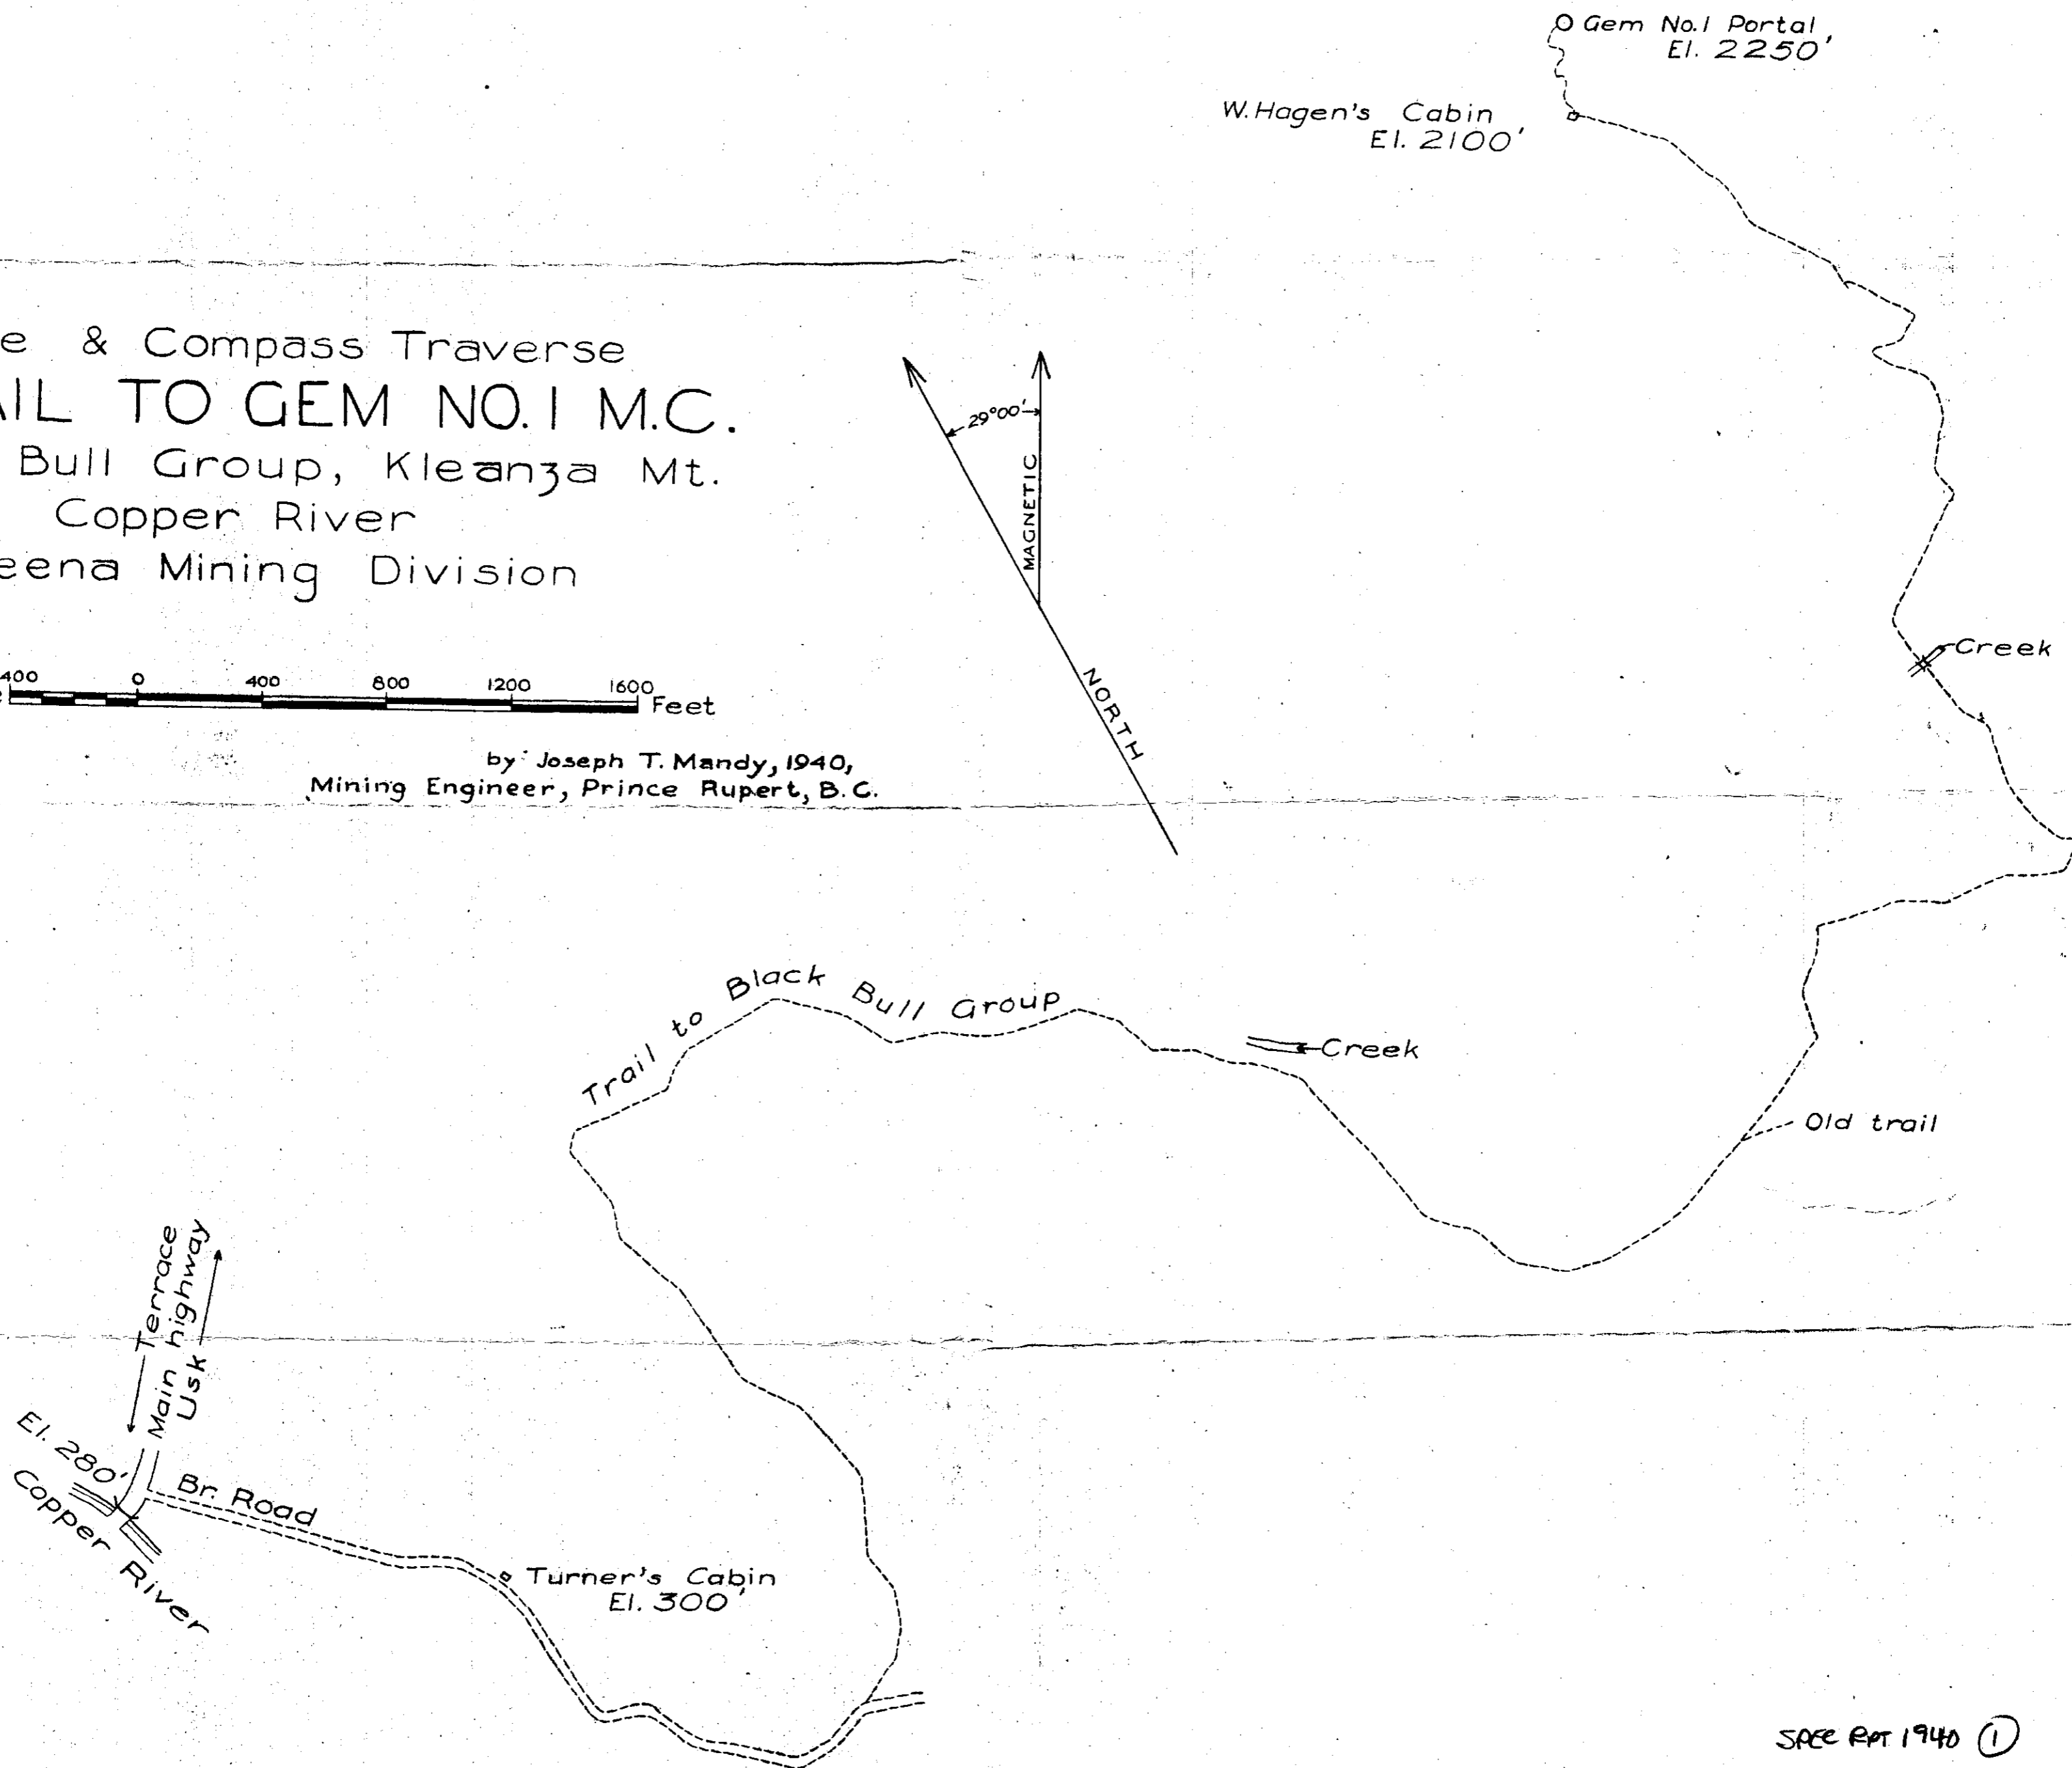 Gem No.1 Portal,
El. 2250'
W. Hagen's Cabin
El. 2100'
& Compass Traverse
TO GEM NO. 1 M.C.
Bull Group, Kleanza Mt.
Copper River
Mining Division
29°00'
MAGNETIC
NORTH
Creek
400 0 400 800 1200 1600 Feet
by Joseph T. Mandy, 1940,
Mining Engineer, Prince Rupert, B.C.
Trail to Black Bull Group
Creek
Old trail
Terrace
Main highway
Usk
El. 280'
Copper River
Br. Road
Turner's Cabin
El. 300'
SPEC RPT 1940 1